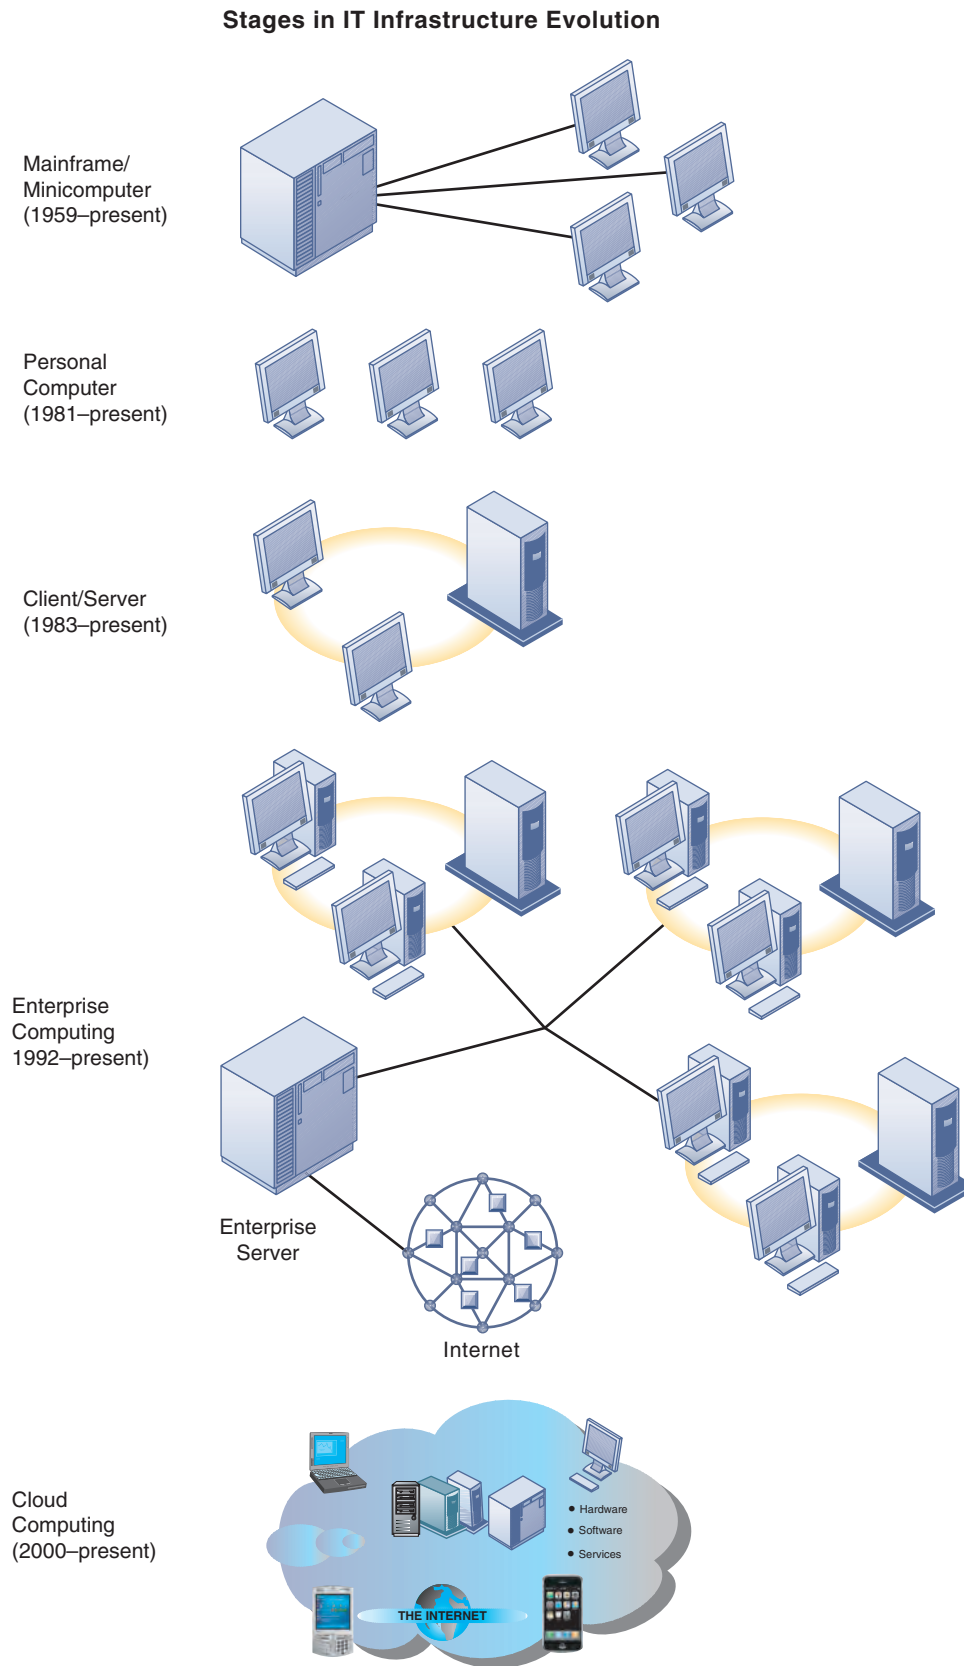 Stages in IT Infrastructure Evolution
Mainframe/
Minicomputer
(1959–present)
Personal
Computer
(1981–present)
Client/Server
(1983–present)
Enterprise
Computing
1992–present)
Enterprise
Server
Internet
Cloud
Computing
(2000–present)
• Hardware
• Software
• Services
THE INTERNET